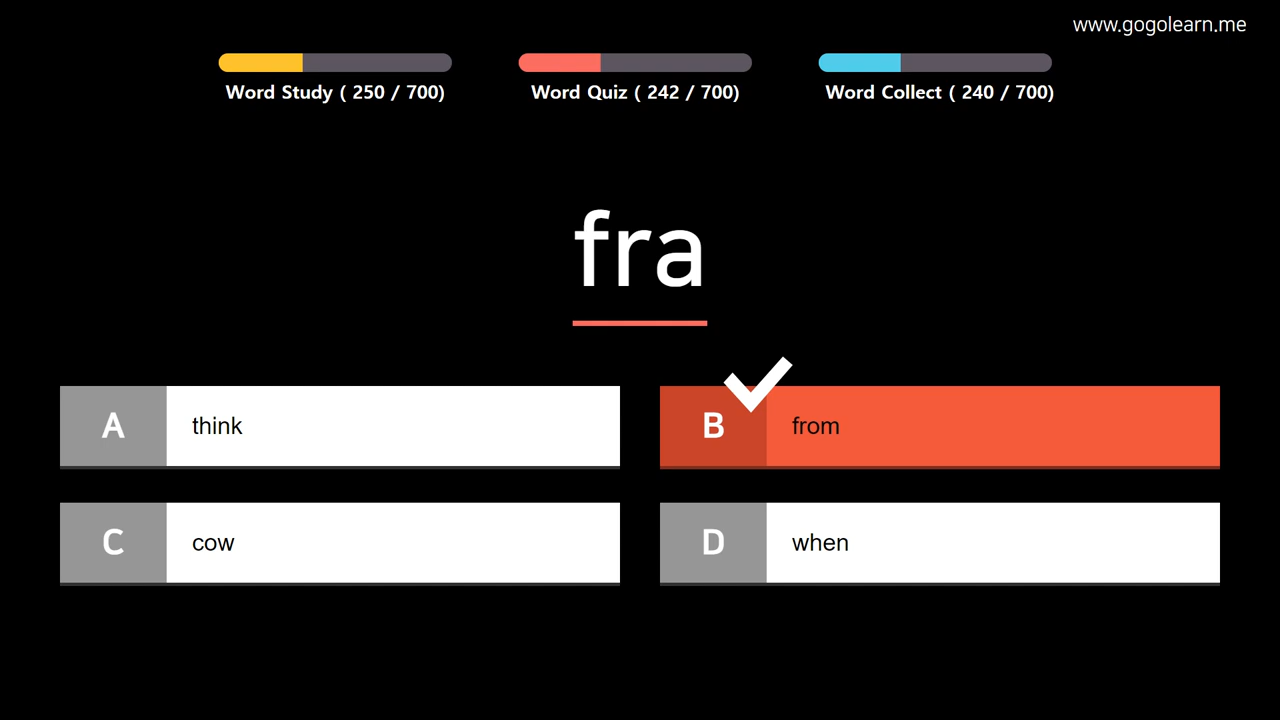 www.gogolearn.me
Word Study ( 250 / 700)
Word Quiz ( 242 / 700)
Word Collect ( 240 / 700)
fra
A think
B from
C cow
D when